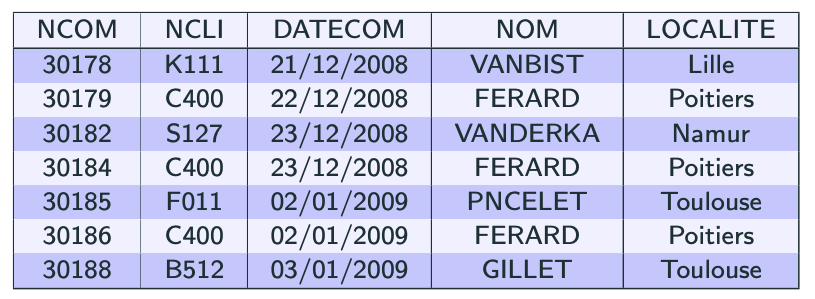 NCOM NCLI DATECOM NOM LOCALITE
30178 K111 21/12/2008 VANBIST Lille
30179 C400 22/12/2008 FERARD Poitiers
30182 S127 23/12/2008 VANDERKA Namur
30184 C400 23/12/2008 FERARD Poitiers
30185 F011 02/01/2009 PNCELET Toulouse
30186 C400 02/01/2009 FERARD Poitiers
30188 B512 03/01/2009 GILLET Toulouse